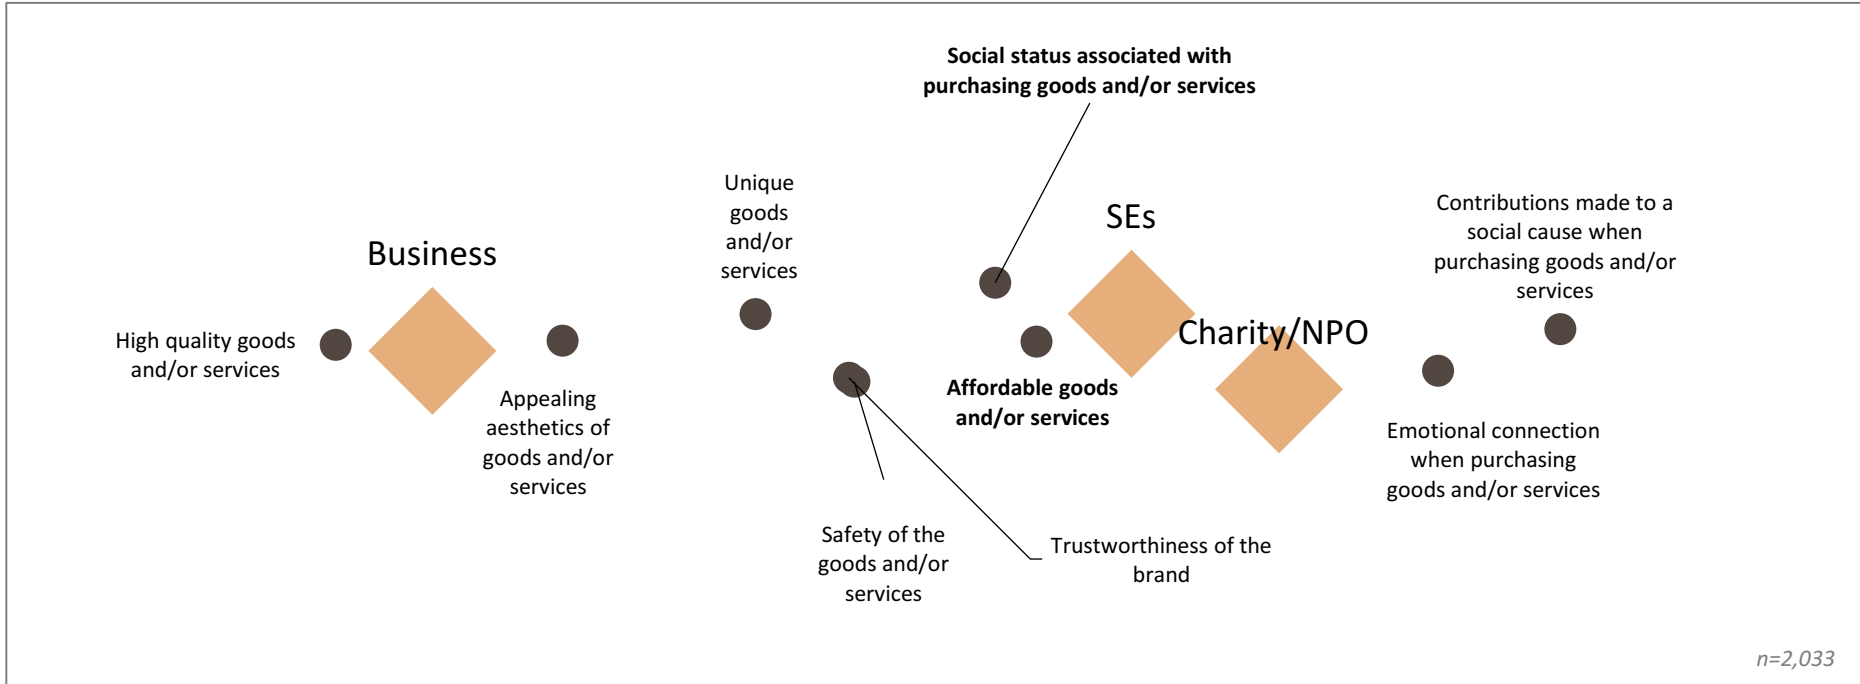 Social status associated with
purchasing goods and/or services
Unique
goods
and/or
services
SEs
Contributions made to a
social cause when
purchasing goods and/or
services
Business
High quality goods
and/or services
Charity/NPO
Appealing
aesthetics of
goods and/or
services
Affordable goods
and/or services
Emotional connection
when purchasing
goods and/or services
Safety of the
goods and/or
services
Trustworthiness of the
brand
n=2,033